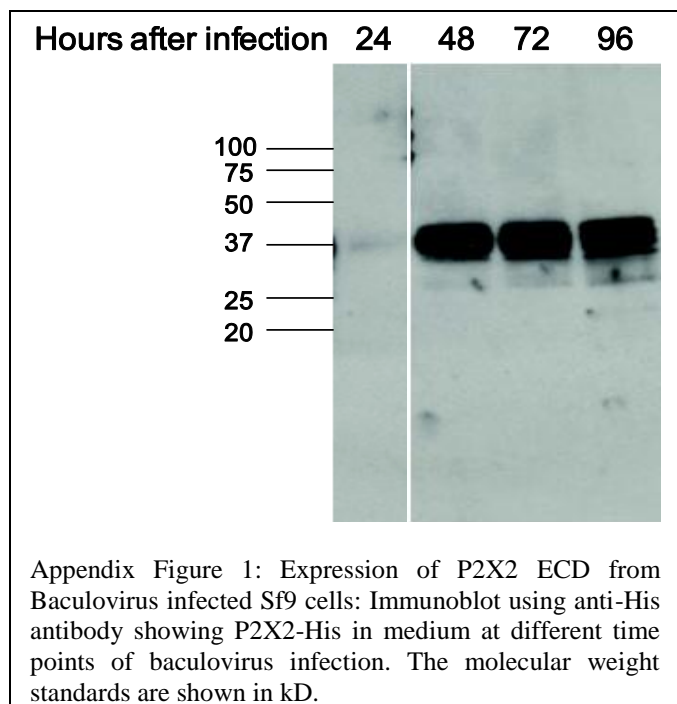 Hours after infection 24 48 72 96
100
75
50
37
25
20
Appendix Figure 1: Expression of P2X2 ECD from
Baculovirus infected Sf9 cells: Immunoblot using anti-His
antibody showing P2X2-His in medium at different time
points of baculovirus infection. The molecular weight
standards are shown in kD.